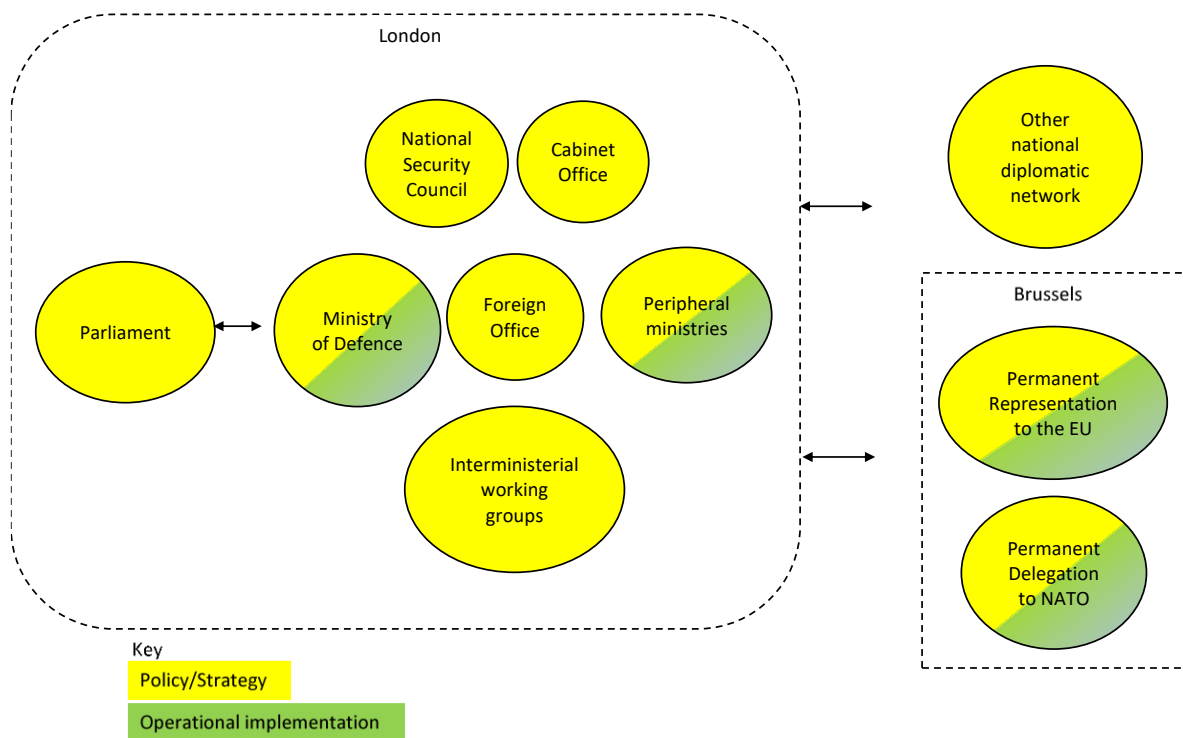 London
National
Security
Council
Cabinet
Office
Parliament
Ministry
of Defence
Foreign
Office
Peripheral
ministries
Interministerial
working
groups
Other
national
diplomatic
network
Brussels
Permanent
Representation
to the EU
Permanent
Delegation
to NATO
Key
Policy/Strategy
Operational implementation